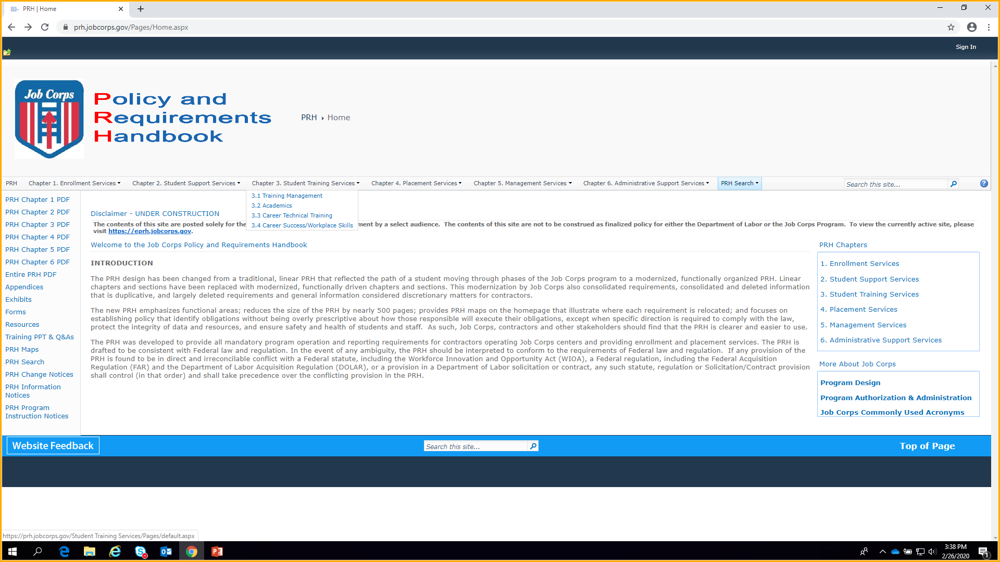 PRH | Home
prh.jobcorps.gov/Pages/Home.aspx
Sign In
Job Corps
Policy and
Requirements
Handbook
PRH ▸ Home
PRH
Chapter 1. Enrollment Services
Chapter 2. Student Support Services
Chapter 3. Student Training Services
Chapter 4. Placement Services
Chapter 5. Management Services
Chapter 6. Administrative Support Services
PRH Search
Search this site...
3.1 Training Management
3.2 Academics
3.3 Career Technical Training
3.4 Career Success/Workplace Skills
PRH Chapter 1 PDF
PRH Chapter 2 PDF
PRH Chapter 3 PDF
PRH Chapter 4 PDF
PRH Chapter 5 PDF
PRH Chapter 6 PDF
Entire PRH PDF
Appendices
Exhibits
Forms
Resources
Training PPT & Q&As
PRH Maps
PRH Search
PRH Change Notices
PRH Information
Notices
PRH Program
Instruction Notices
Disclaimer - UNDER CONSTRUCTION
The contents of this site are posted solely for the ment by a select audience.  The contents of this site are not to be construed as finalized policy for either the Department of Labor or the Job Corps Program.  To view the currently active site, please
visit https://eprh.jobcorps.gov.
Welcome to the Job Corps Policy and Requirements Handbook
INTRODUCTION
The PRH design has been changed from a traditional, linear PRH that reflected the path of a student moving through phases of the Job Corps program to a modernized, functionally organized PRH. Linear
chapters and sections have been replaced with modernized, functionally driven chapters and sections. This modernization by Job Corps also consolidated requirements, consolidated and deleted information
that is duplicative, and largely deleted requirements and general information considered discretionary matters for contractors.
The new PRH emphasizes functional areas; reduces the size of the PRH by nearly 500 pages; provides PRH maps on the homepage that illustrate where each requirement is relocated; and focuses on
establishing policy that identify obligations without being overly prescriptive about how those responsible will execute their obligations, except when specific direction is required to comply with the law,
protect the integrity of data and resources, and ensure safety and health of students and staff.  As such, Job Corps, contractors and other stakeholders should find that the PRH is clearer and easier to use.
The PRH was developed to provide all mandatory program operation and reporting requirements for contractors operating Job Corps centers and providing enrollment and placement services. The PRH is
drafted to be consistent with Federal law and regulation. In the event of any ambiguity, the PRH should be interpreted to conform to the requirements of Federal law and regulation.  If any provision of the
PRH is found to be in direct and irreconcilable conflict with a Federal statute, including the Workforce Innovation and Opportunity Act (WIOA), a Federal regulation, including the Federal Acquisition
Regulation (FAR) and the Department of Labor Acquisition Regulation (DOLAR), or a provision in a Department of Labor solicitation or contract, any such statute, regulation or Solicitation/Contract provision
shall control (in that order) and shall take precedence over the conflicting provision in the PRH.
PRH Chapters
1. Enrollment Services
2. Student Support Services
3. Student Training Services
4. Placement Services
5. Management Services
6. Administrative Support Services
More About Job Corps
Program Design
Program Authorization & Administration
Job Corps Commonly Used Acronyms
Website Feedback
Search this site...
Top of Page
https://prh.jobcorps.gov/Student Training Services/Pages/default.aspx
3:38 PM
2/26/2020
1